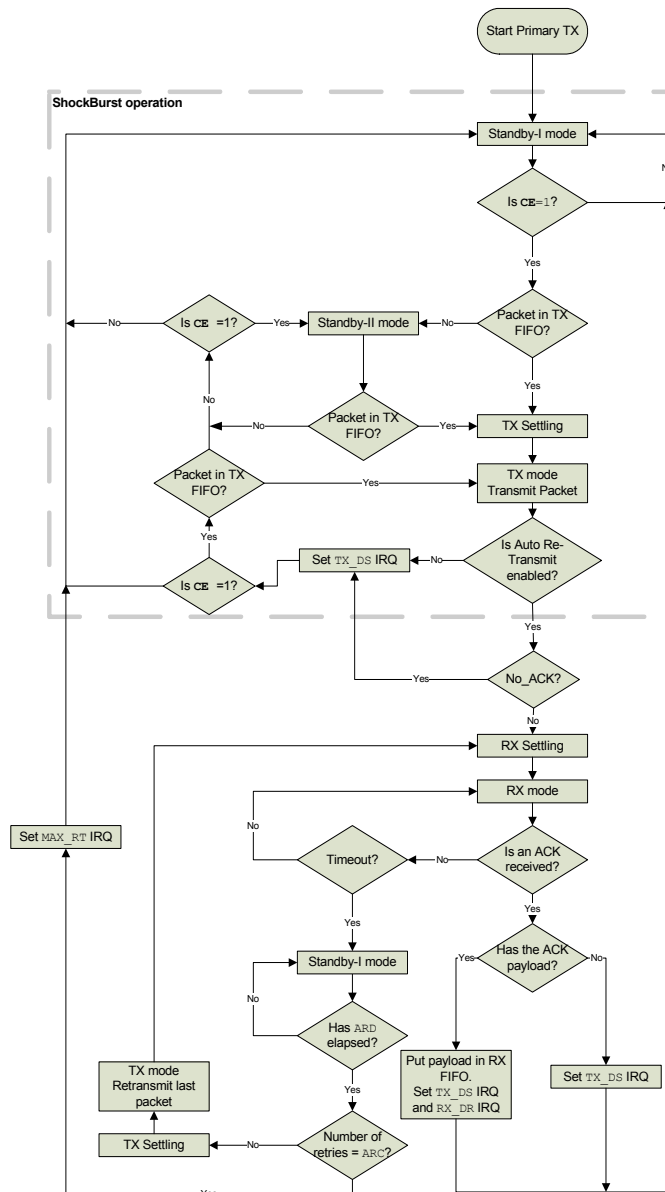 Start Primary TX
ShockBurst operation
Standby-I mode
Is CE=1?
Yes
Is CE =1?
No
Yes
Standby-II mode
No
Packet in TX
FIFO?
Yes
No
Packet in TX
FIFO?
No
Yes
TX Settling
Packet in TX
FIFO?
Yes
TX mode
Transmit Packet
Yes
Is CE =1?
Set TX_DS IRQ
No
Is Auto Re-
Transmit
enabled?
Yes
Yes
No_ACK?
No
RX Settling
RX mode
Set MAX_RT IRQ
No
Timeout?
No
Is an ACK
received?
Yes
Yes
Standby-I mode
Yes
Has the ACK
payload?
No
No
Has ARD
elapsed?
Yes
TX mode
Retransmit last
packet
Put payload in RX
FIFO.
Set TX_DS IRQ
and RX_DR IRQ
Set TX_DS IRQ
TX Settling
No
Number of
retries = ARC?